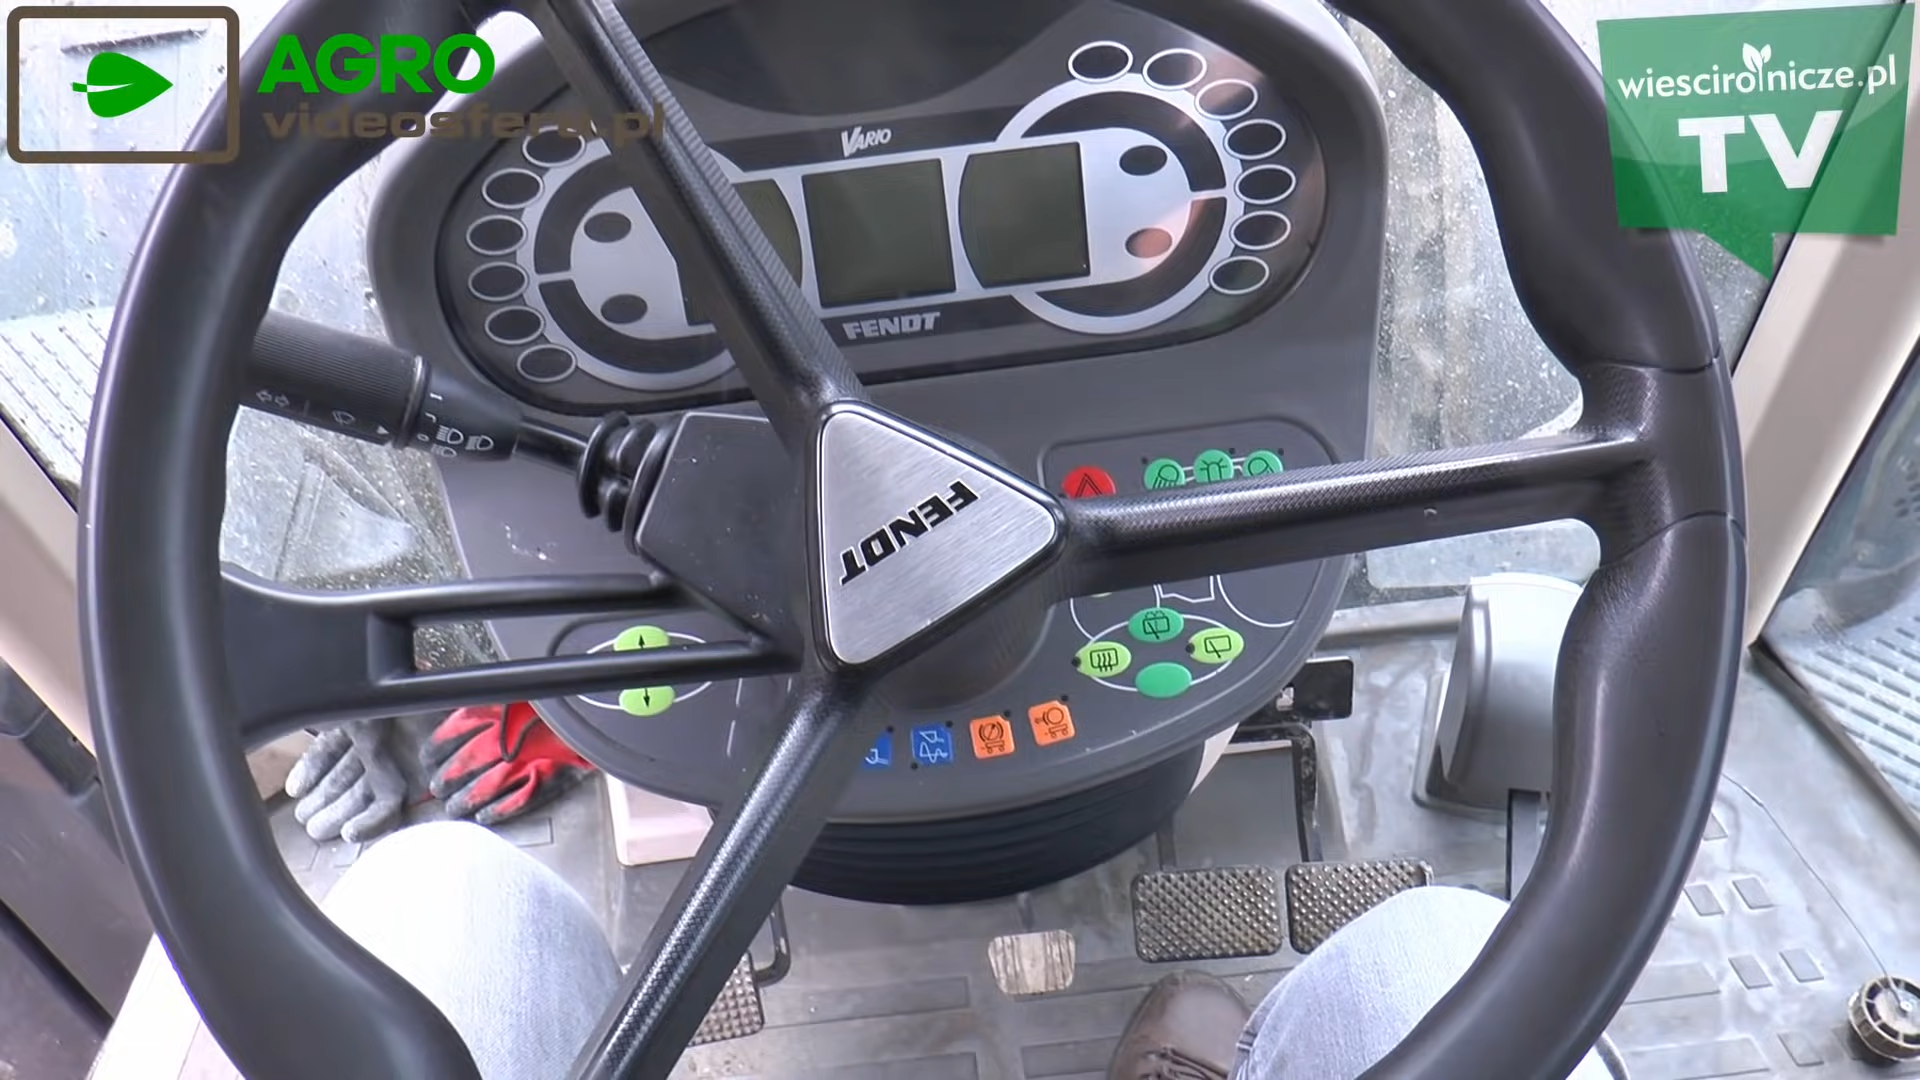 AGRO
videosfera.pl
wiescirolnicze.pl
TV
VARIO
FENDT
FENDT